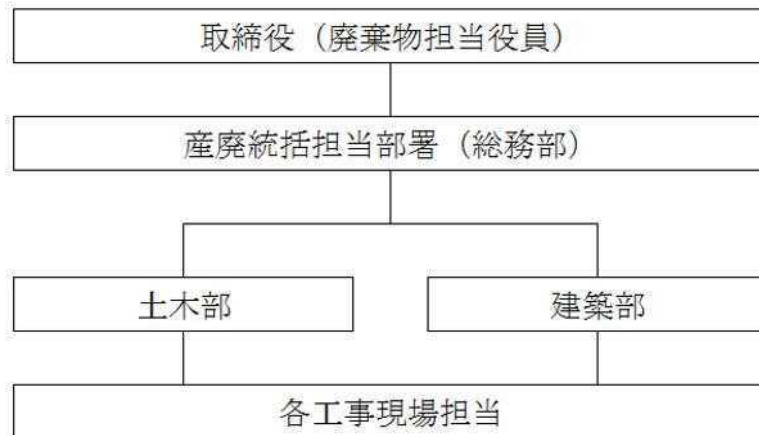 取締役（廃棄物担当役員）
産廃統括担当部署（総務部）
土木部
建築部
各工事現場担当